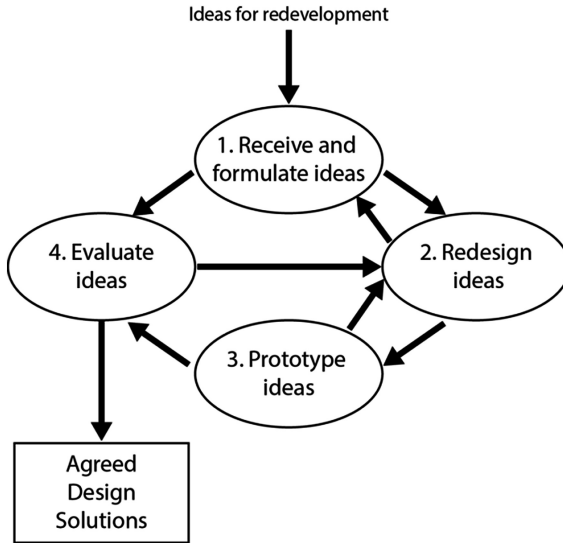 Ideas for redevelopment
1. Receive and
formulate ideas
4. Evaluate
ideas
2. Redesign
ideas
3. Prototype
ideas
Agreed
Design
Solutions